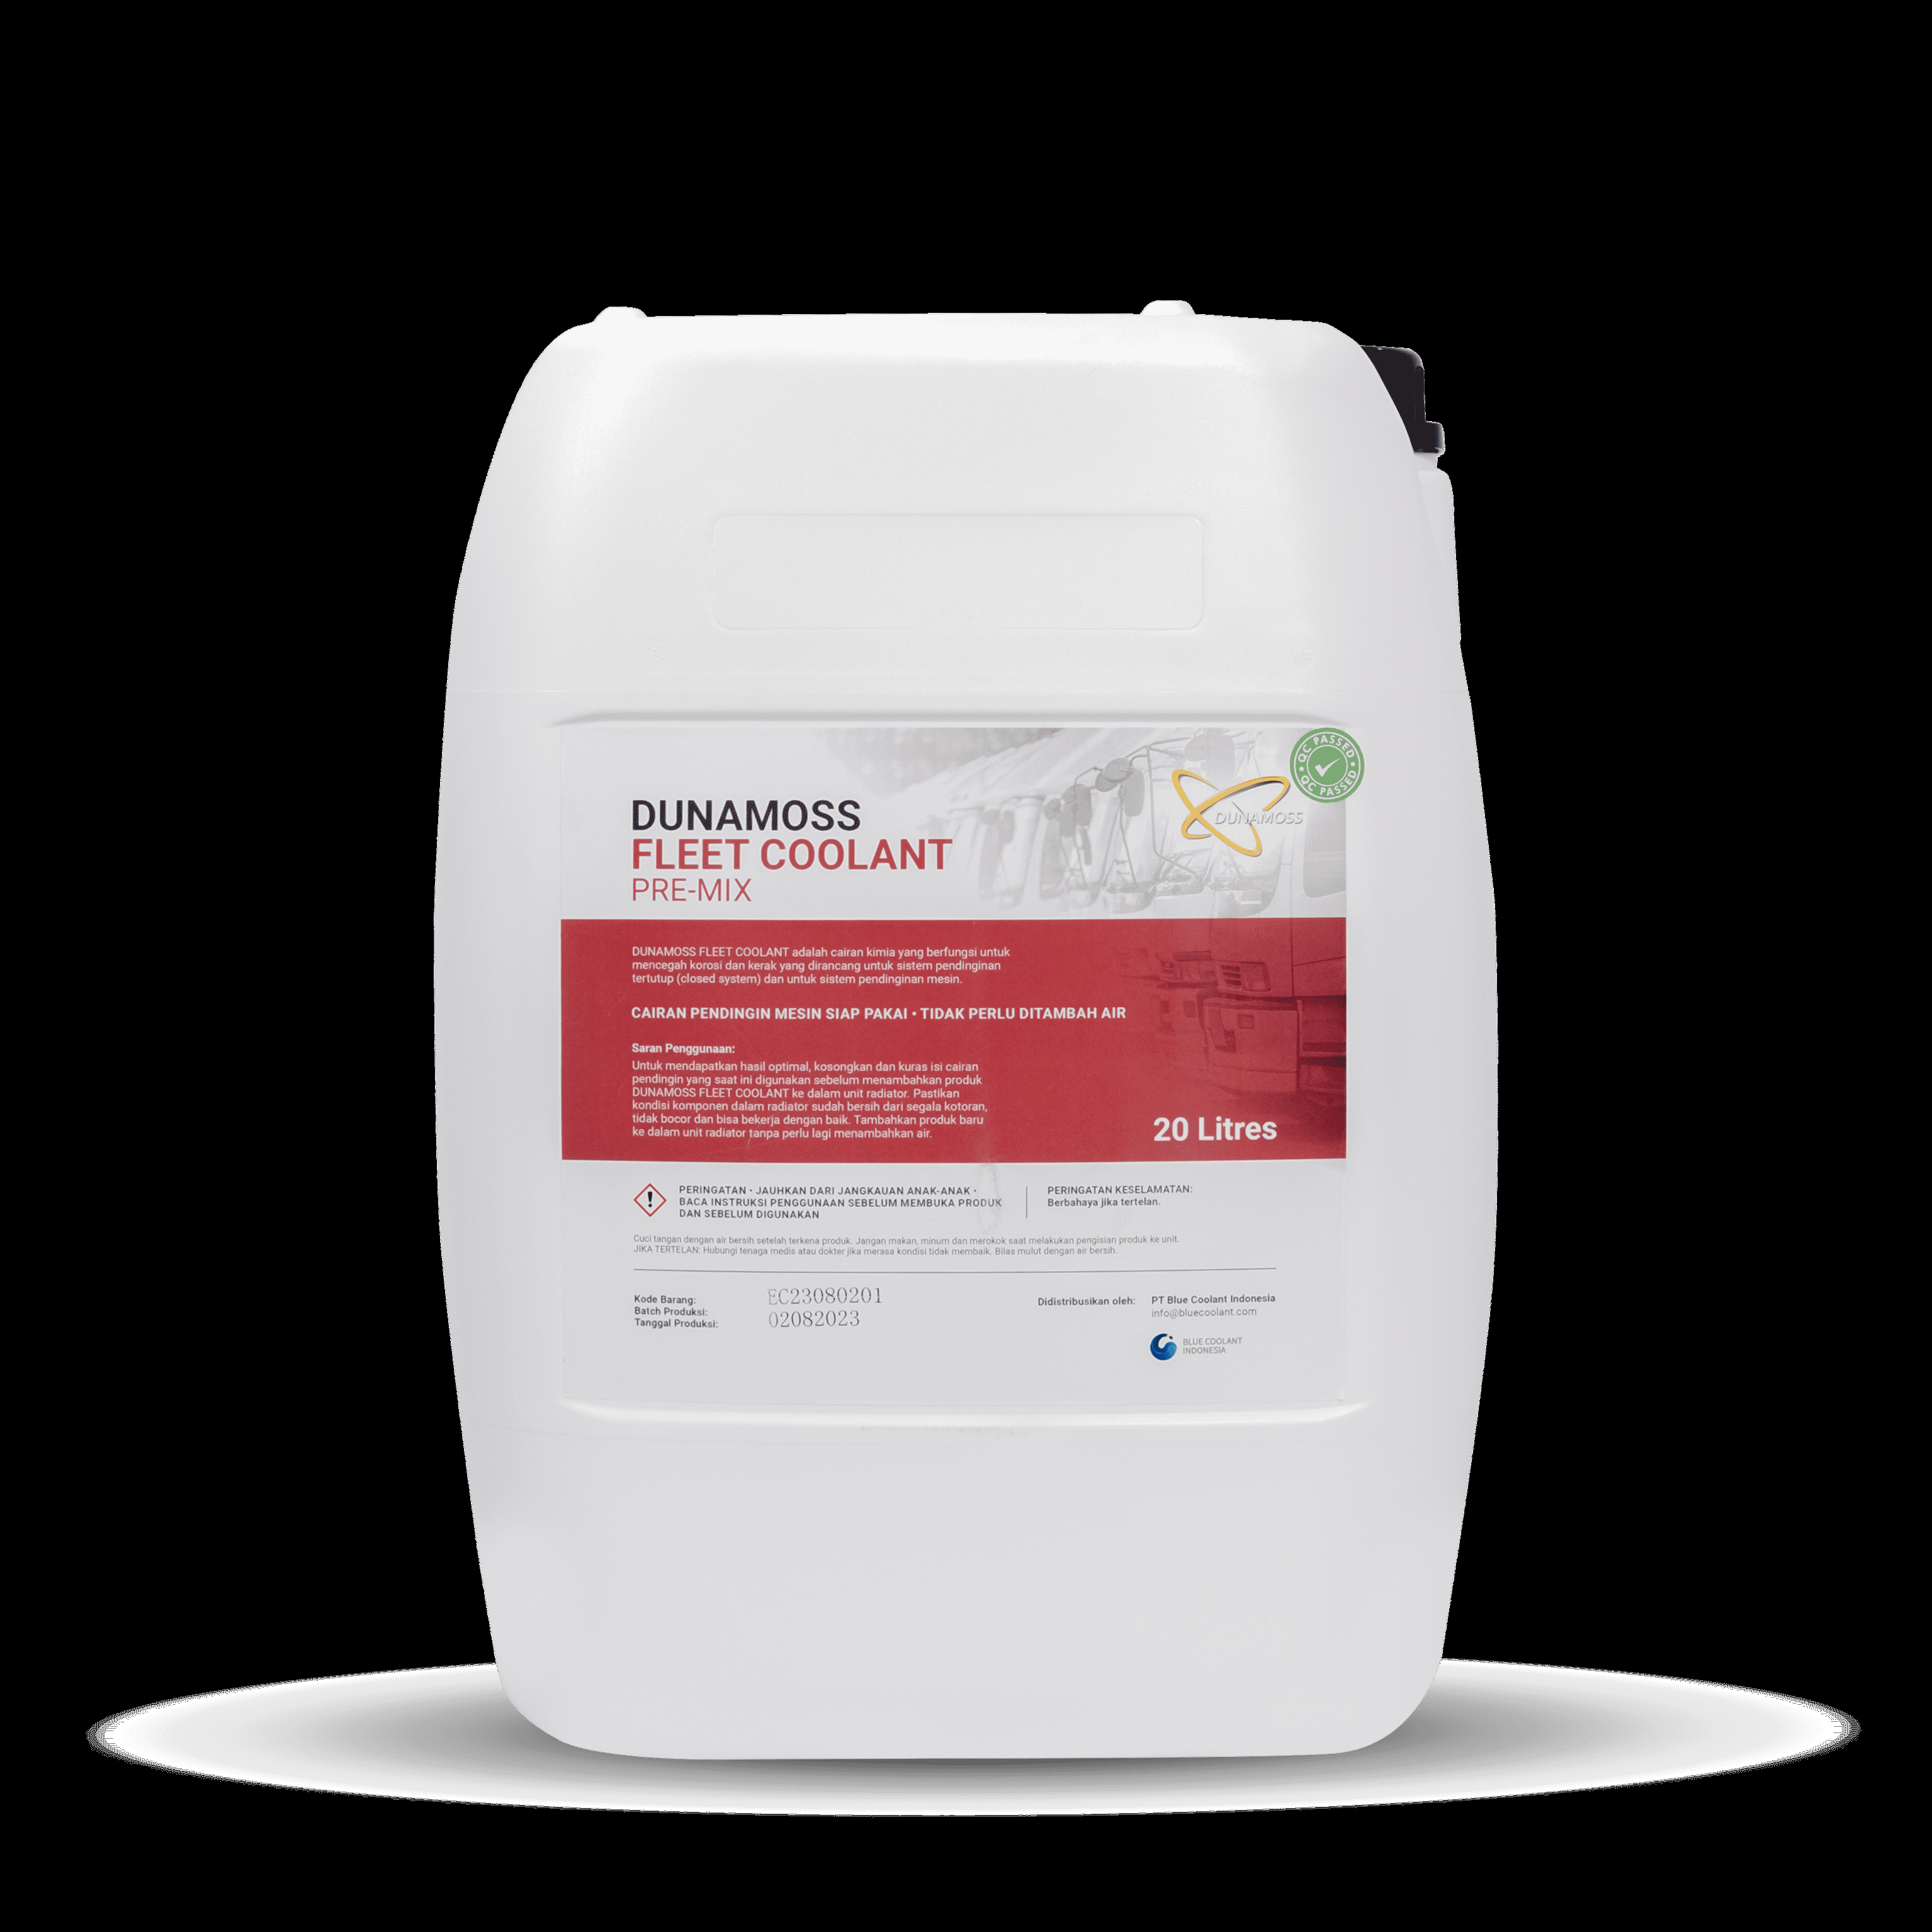 QC PASSED
QC PASSED
DUNAMOSS
DUNAMOSS
FLEET COOLANT
PRE-MIX
DUNAMOSS FLEET COOLANT adalah cairan kimia yang berfungsi untuk
mencegah korosi dan kerak yang dirancang untuk sistem pendinginan
tertutup (closed system) dan untuk sistem pendinginan mesin.
CAIRAN PENDINGIN MESIN SIAP PAKAI • TIDAK PERLU DITAMBAH AIR
Saran Penggunaan:
Untuk mendapatkan hasil optimal, kosongkan dan kuras isi cairan
pendingin yang saat ini digunakan sebelum menambahkan produk
DUNAMOSS FLEET COOLANT ke dalam unit radiator. Pastikan
kondisi komponen dalam radiator sudah bersih dari segala kotoran,
tidak bocor dan bisa bekerja dengan baik. Tambahkan produk baru
ke dalam unit radiator tanpa perlu lagi menambahkan air.
20 Litres
PERINGATAN • JAUHKAN DARI JANGKAUAN ANAK-ANAK •
BACA INSTRUKSI PENGGUNAAN SEBELUM MEMBUKA PRODUK
DAN SEBELUM DIGUNAKAN
PERINGATAN KESELAMATAN:
Berbahaya jika tertelan.
Cuci tangan dengan air bersih setelah terkena produk. Jangan makan, minum dan merokok saat melakukan pengisian produk ke unit.
JIKA TERTELAN: Hubungi tenaga medis atau dokter jika merasa kondisi tidak membaik. Bilas mulut dengan air bersih.
Kode Barang:
Batch Produksi:
Tanggal Produksi:
EC23080201
02082023
Didistribusikan oleh: PT Blue Coolant Indonesia
info@bluecoolant.com
BLUE COOLANT
INDONESIA